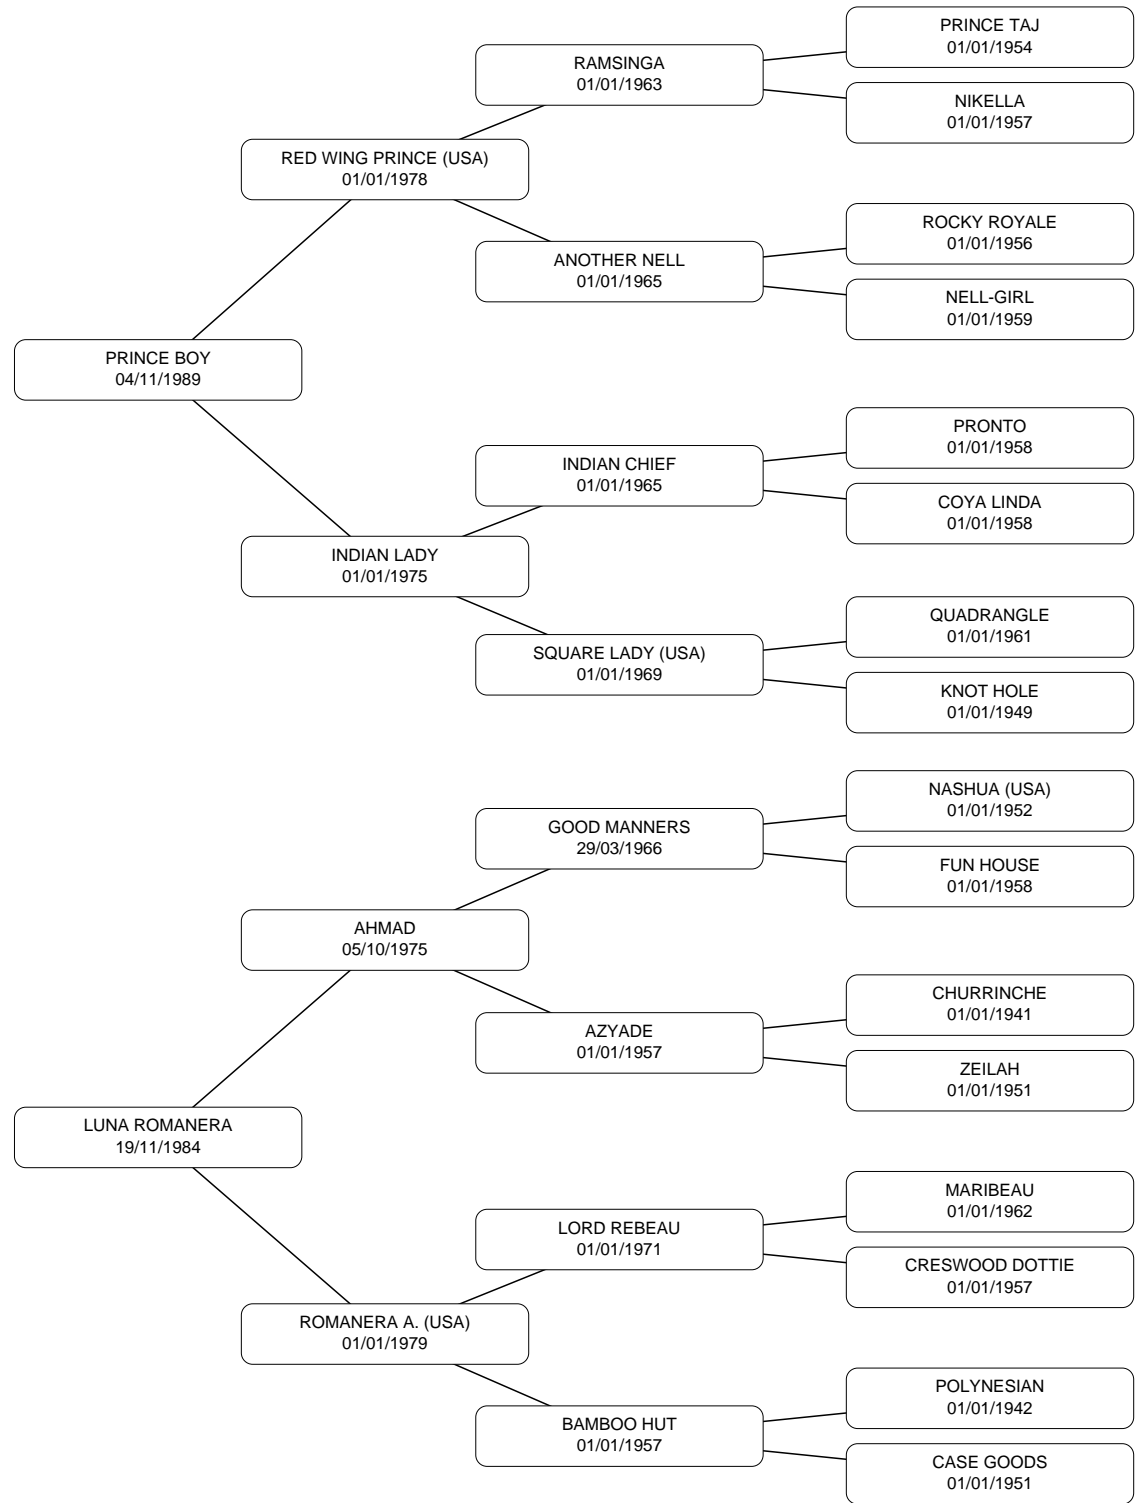 PRINCE TAJ
01/01/1954
RAMSINGA
01/01/1963
NIKELLA
01/01/1957
RED WING PRINCE (USA)
01/01/1978
ROCKY ROYALE
01/01/1956
ANOTHER NELL
01/01/1965
NELL-GIRL
01/01/1959
PRINCE BOY
04/11/1989
PRONTO
01/01/1958
INDIAN CHIEF
01/01/1965
COYA LINDA
01/01/1958
INDIAN LADY
01/01/1975
QUADRANGLE
01/01/1961
SQUARE LADY (USA)
01/01/1969
KNOT HOLE
01/01/1949
NASHUA (USA)
01/01/1952
GOOD MANNERS
29/03/1966
FUN HOUSE
01/01/1958
AHMAD
05/10/1975
CHURRINCHE
01/01/1941
AZYADE
01/01/1957
ZEILAH
01/01/1951
LUNA ROMANERA
19/11/1984
MARIBEAU
01/01/1962
LORD REBEAU
01/01/1971
CRESWOOD DOTTIE
01/01/1957
ROMANERA A. (USA)
01/01/1979
POLYNESIAN
01/01/1942
BAMBOO HUT
01/01/1957
CASE GOODS
01/01/1951